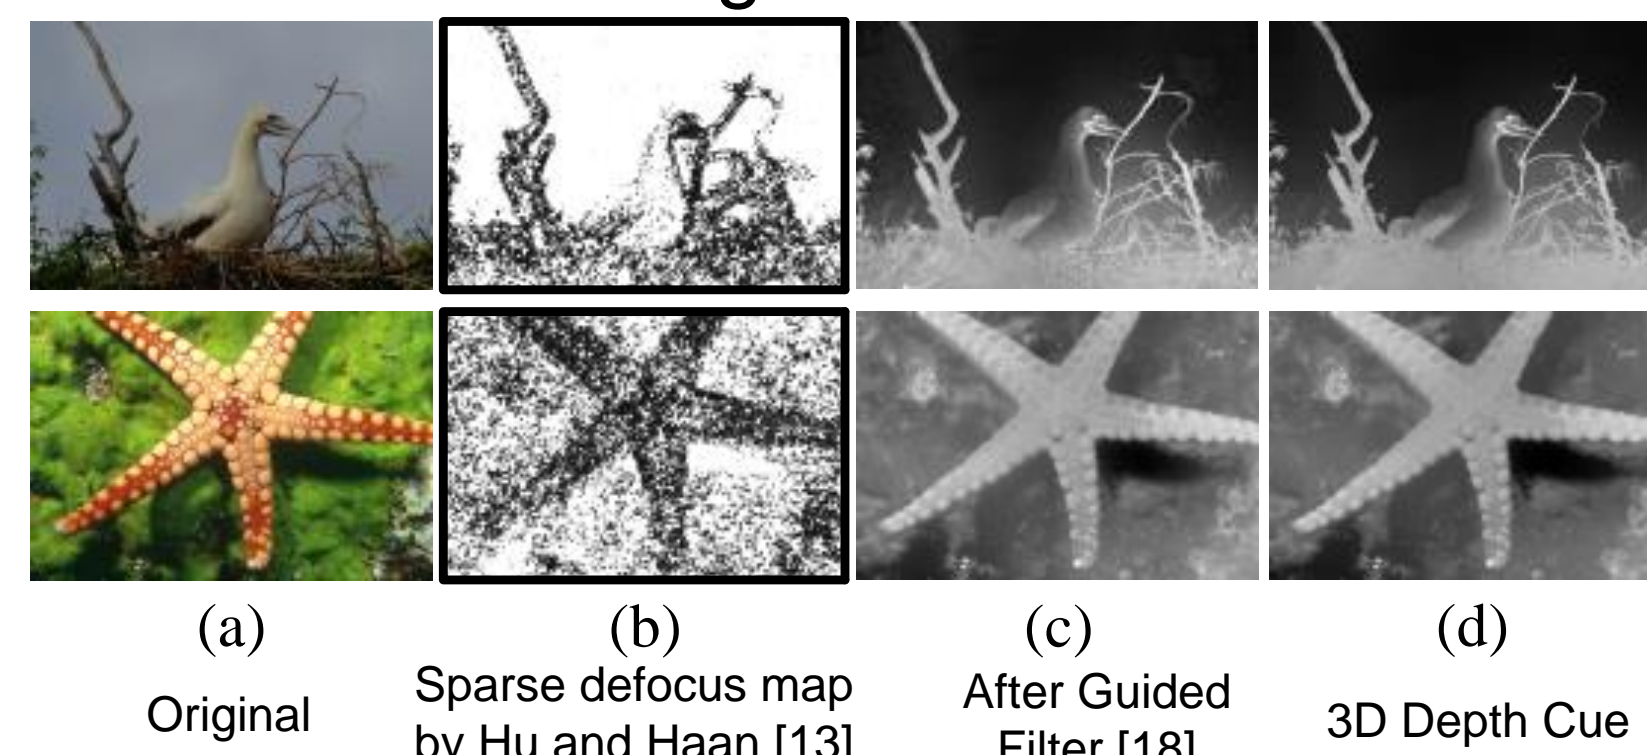 (a) (b) (c) (d)
Original
Sparse defocus map
by Hu and Haan [13]
After Guided
Filter [18]
3D Depth Cue